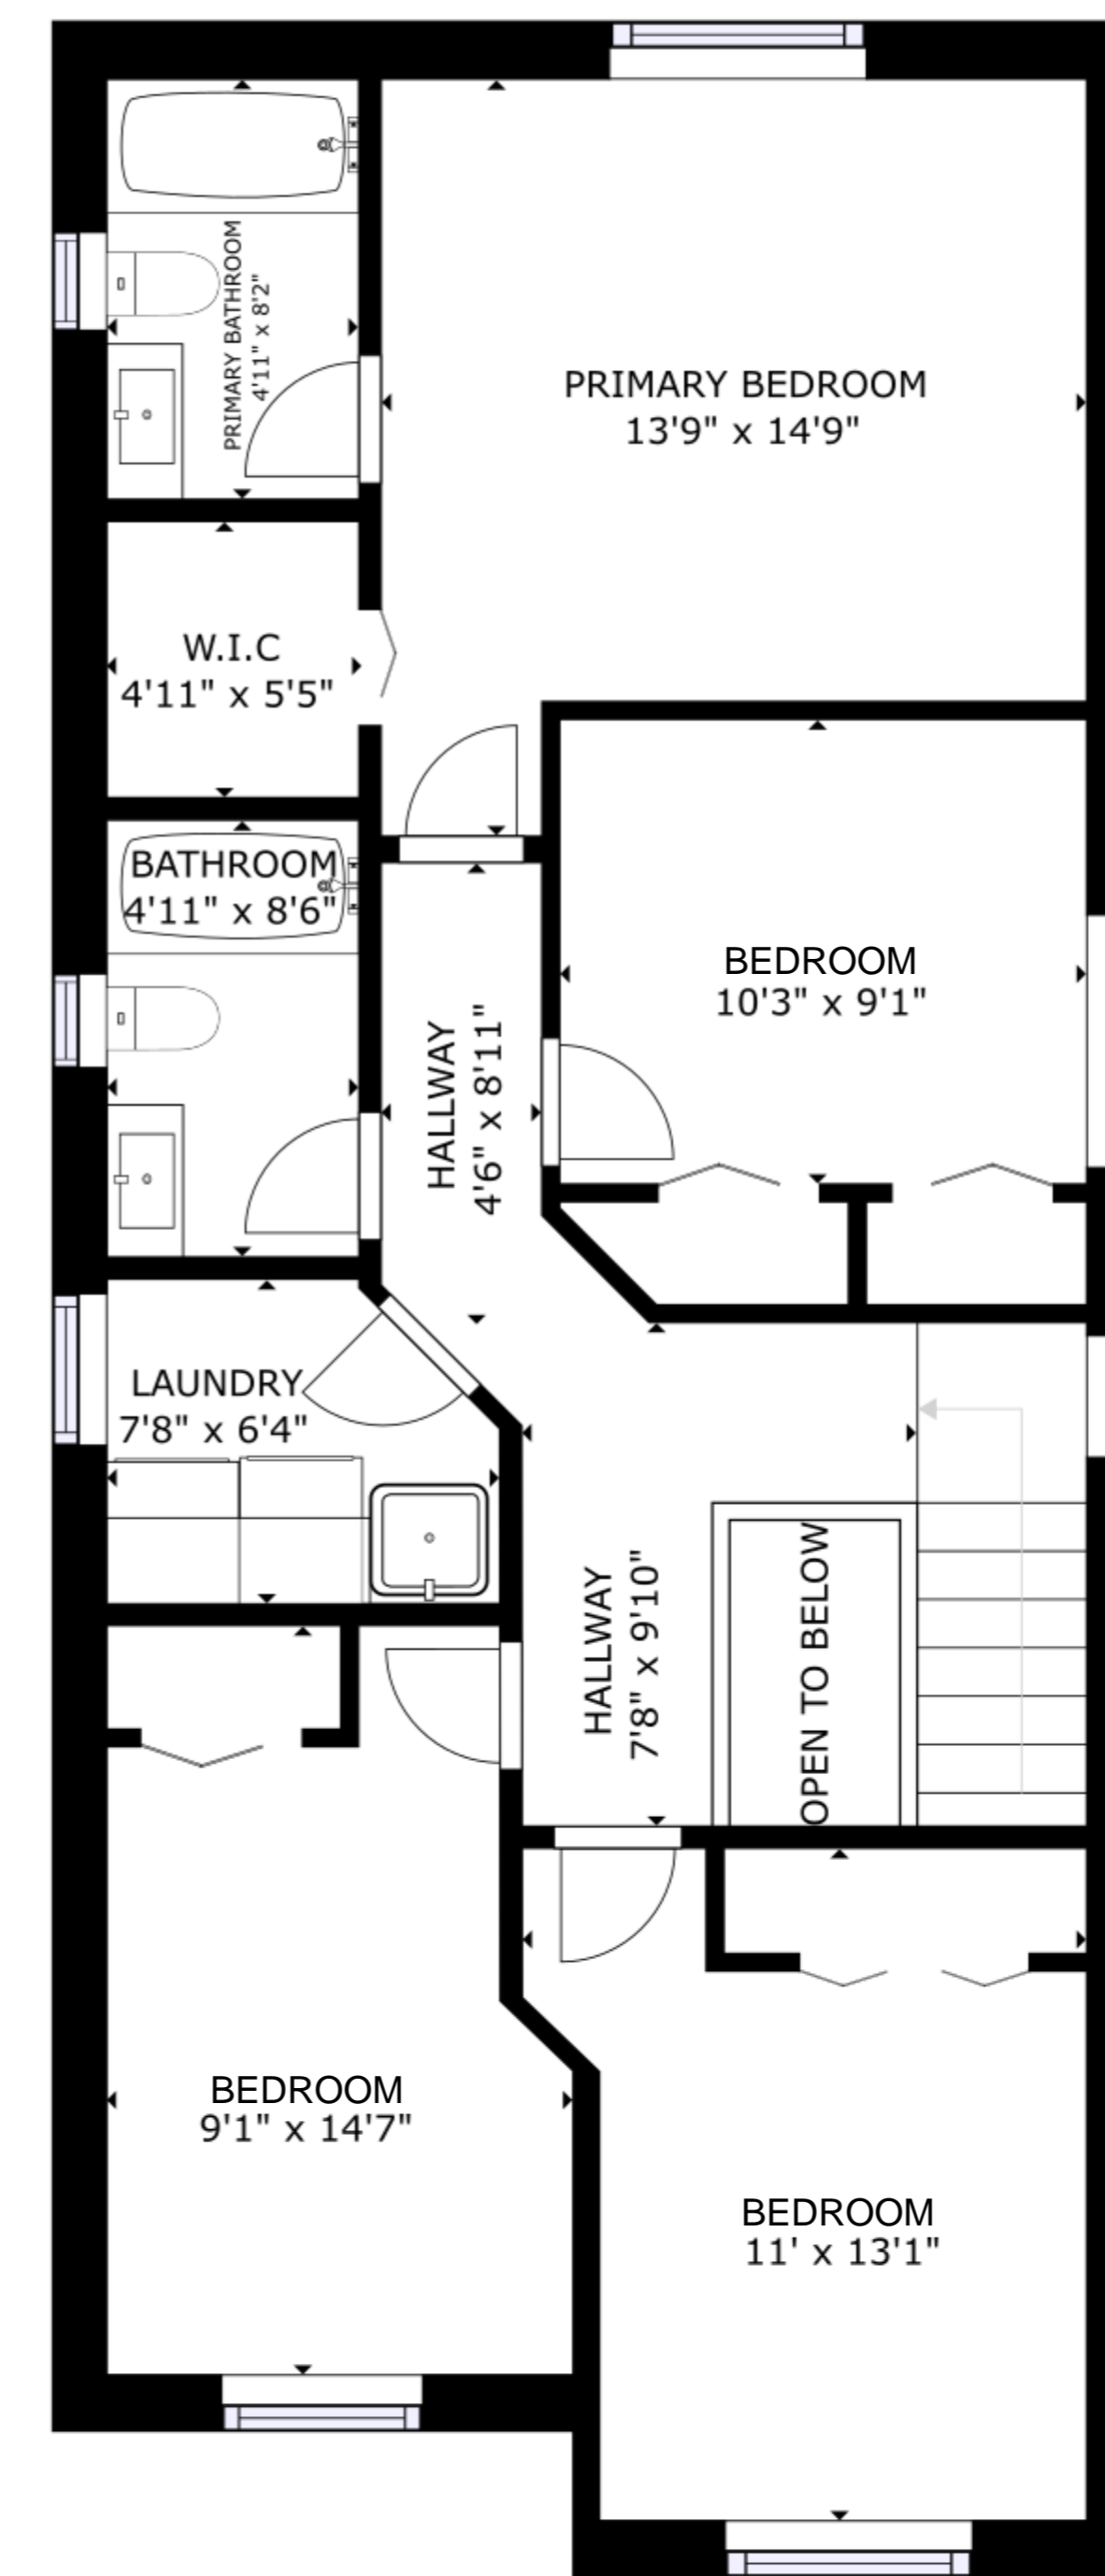 PRIMARY BATHROOM
4'11" x 8'2"
PRIMARY BEDROOM
13'9" x 14'9"
W.I.C
4'11" x 5'5"
BATHROOM
4'11" x 8'6"
HALLWAY
4'6" x 8'11"
BEDROOM
10'3" x 9'1"
LAUNDRY
7'8" x 6'4"
HALLWAY
7'8" x 9'10"
OPEN TO BELOW
BEDROOM
9'1" x 14'7"
BEDROOM
11' x 13'1"